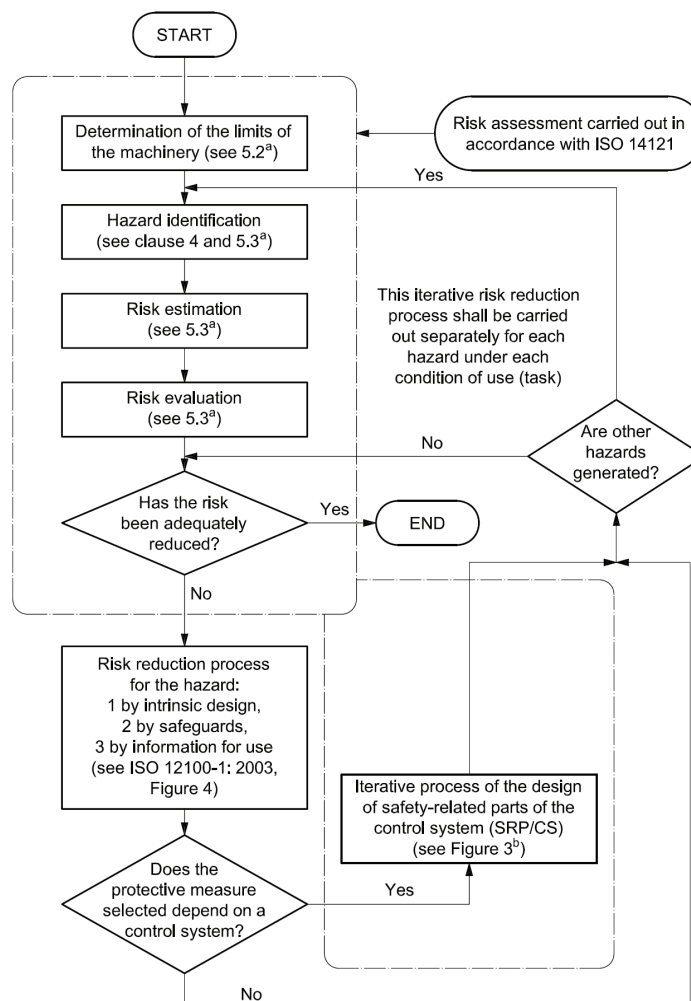 START
Determination of the limits of
the machinery (see 5.2ᵃ)
Risk assessment carried out in
accordance with ISO 14121
Yes
Hazard identification
(see clause 4 and 5.3ᵃ)
Risk estimation
(see 5.3ᵃ)
This iterative risk reduction
process shall be carried
out separately for each
hazard under each
condition of use (task)
Risk evaluation
(see 5.3ᵃ)
No
Are other
hazards
generated?
Has the risk
been adequately
reduced?
Yes
END
No
Risk reduction process
for the hazard:
1 by intrinsic design,
2 by safeguards,
3 by information for use
(see ISO 12100-1: 2003,
Figure 4)
Iterative process of the design
of safety-related parts of the
control system (SRP/CS)
(see Figure 3ᵇ)
Does the
protective measure
selected depend on a
control system?
Yes
No